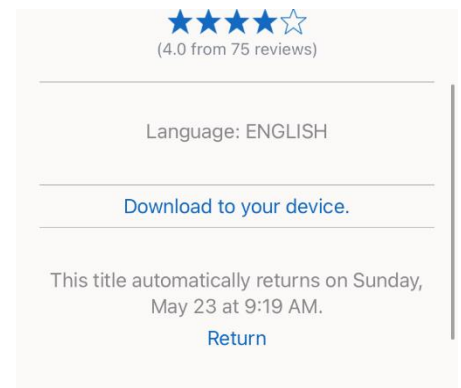 (4.0 from 75 reviews)
Language: ENGLISH
Download to your device.
This title automatically returns on Sunday,
May 23 at 9:19 AM.
Return